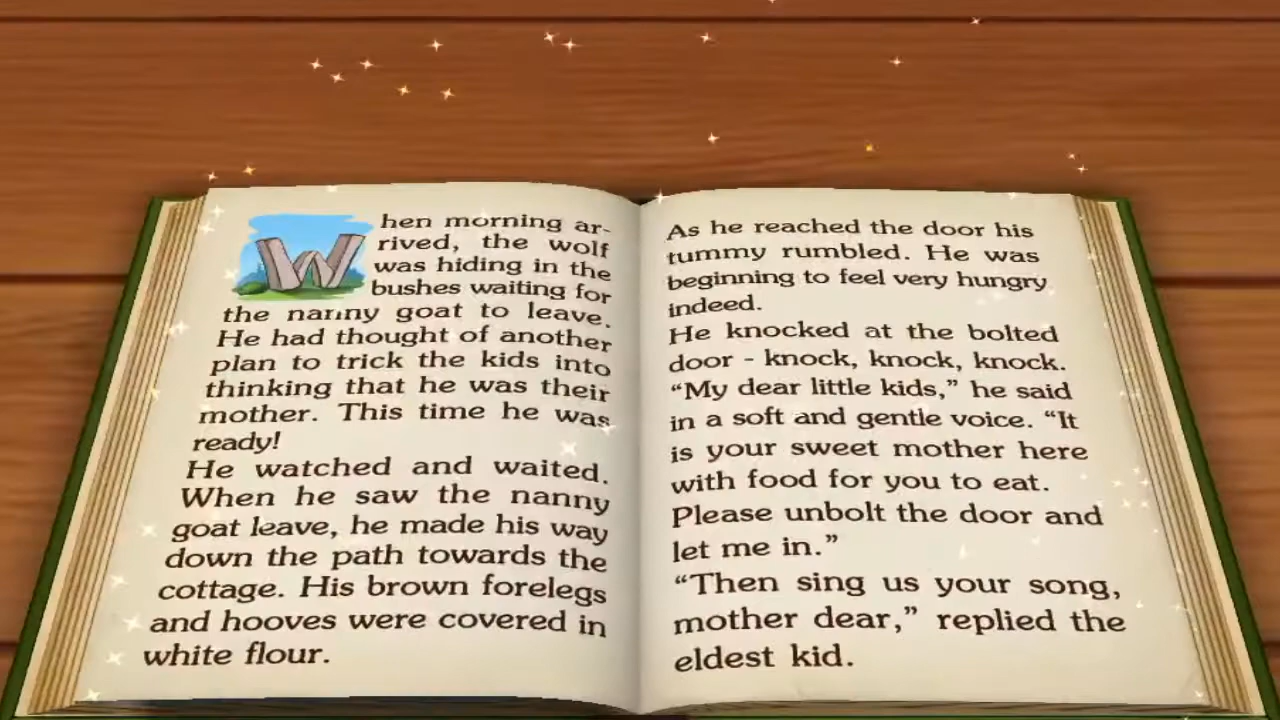 When morning ar-
rived, the wolf
was hiding in the
bushes waiting for
the nanny goat to leave.
He had thought of another
plan to trick the kids into
thinking that he was their
mother. This time he was
ready!
He watched and waited.
When he saw the nanny
goat leave, he made his way
down the path towards the
cottage. His brown forelegs
and hooves were covered in
white flour.
As he reached the door his
tummy rumbled. He was
beginning to feel very hungry
indeed.
He knocked at the bolted
door - knock, knock, knock.
“My dear little kids,” he said
in a soft and gentle voice. “It
is your sweet mother here
with food for you to eat.
Please unbolt the door and
let me in.”
“Then sing us your song,
mother dear,” replied the
eldest kid.